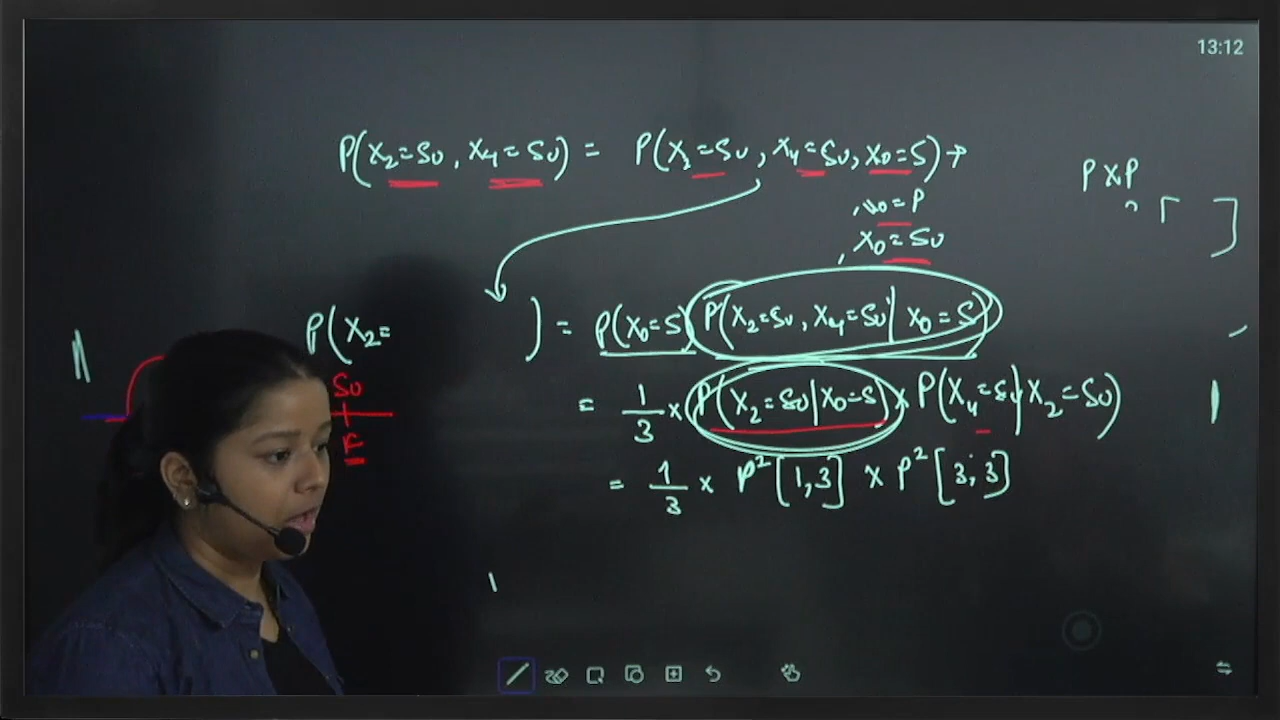 13:12
P(X₂=Su, X₄=Su) = P(X₂=Su, X₄=Su, X₀=S) +
, X₀=P
, X₀=Su
P X P
[ ]
P(X₂= ) = P(X₀=S) P(X₂=Su, X₄=Su | X₀=S)
Su
F
= 1/3 × P(X₂=Su|X₀=S) × P(X₄=Su|X₂=Su)
= 1/3 × P²[1,3] × P²[3,3]